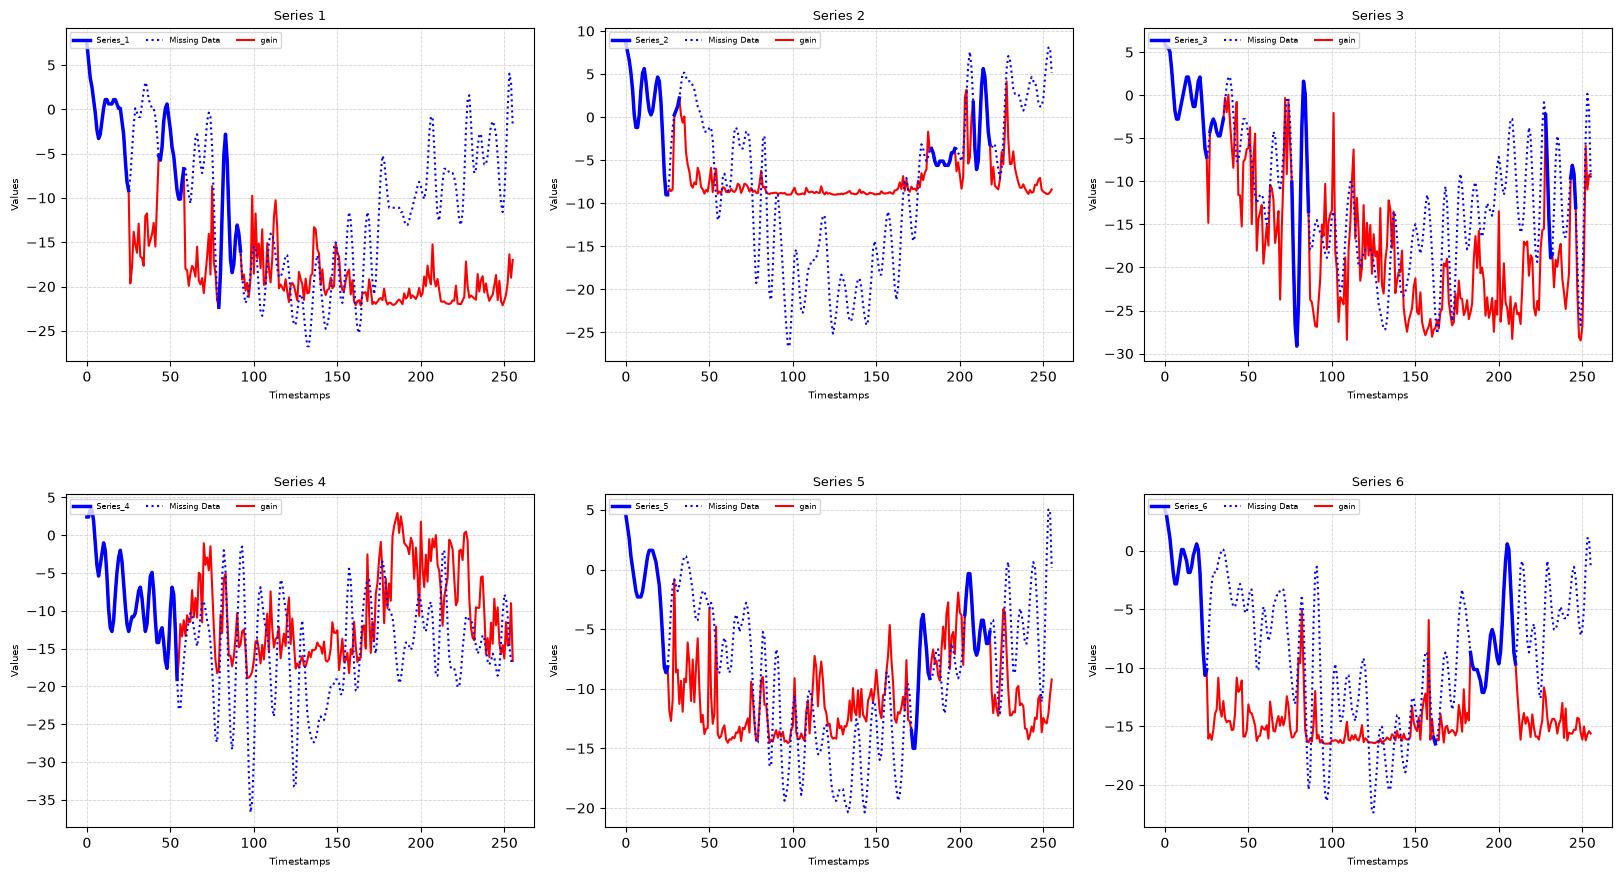 Series 1
Series_1 Missing Data gain
5
0
−5
−10
−15
−20
−25
Values
0 50 100 150 200 250
Timestamps
Series 2
Series_2 Missing Data gain
10
5
0
−5
−10
−15
−20
−25
Values
0 50 100 150 200 250
Timestamps
Series 3
Series_3 Missing Data gain
5
0
−5
−10
−15
−20
−25
−30
Values
0 50 100 150 200 250
Timestamps
Series 4
Series_4 Missing Data gain
5
0
−5
−10
−15
−20
−25
−30
−35
Values
0 50 100 150 200 250
Timestamps
Series 5
Series_5 Missing Data gain
5
0
−5
−10
−15
−20
Values
0 50 100 150 200 250
Timestamps
Series 6
Series_6 Missing Data gain
0
−5
−10
−15
−20
Values
0 50 100 150 200 250
Timestamps